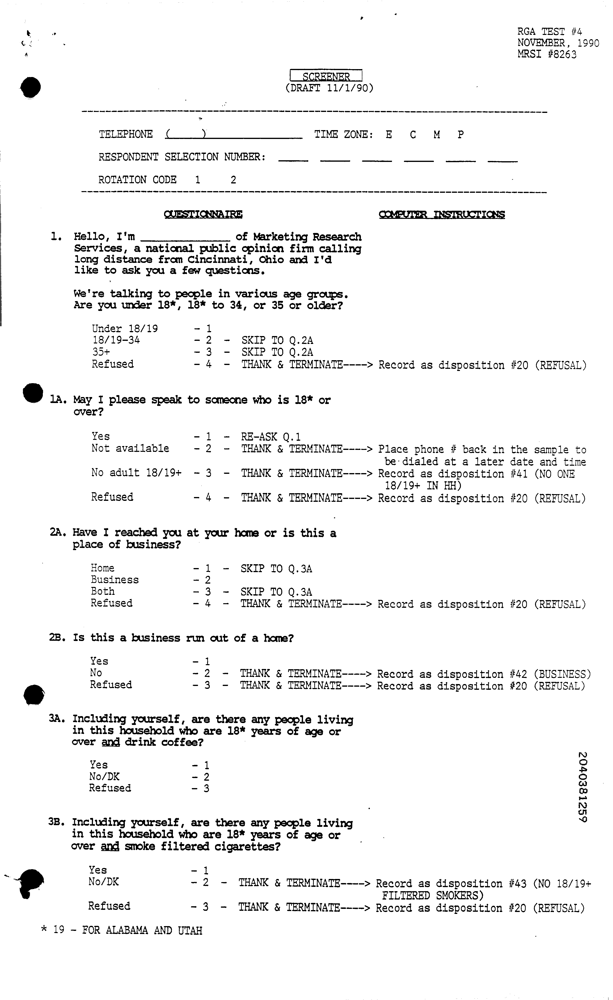 RGA TEST #4
NOVEMBER, 1990
MRSI #8263
SCREENER
(DRAFT 11/1/90)
TELEPHONE ( ) TIME ZONE: E C M P
RESPONDENT SELECTION NUMBER:
ROTATION CODE 1 2
QUESTIONNAIRE COMPUTER INSTRUCTIONS
1. Hello, I'm __________ of Marketing Research
Services, a national public opinion firm calling
long distance from Cincinnati, Ohio and I'd
like to ask you a few questions.
We're talking to people in various age groups.
Are you under 18*, 18* to 34, or 35 or older?
Under 18/19 - 1
18/19-34 - 2 - SKIP TO Q.2A
35+ - 3 - SKIP TO Q.2A
Refused - 4 - THANK & TERMINATE----> Record as disposition #20 (REFUSAL)
1A. May I please speak to someone who is 18* or
over?
Yes - 1 - RE-ASK Q.1
Not available - 2 - THANK & TERMINATE----> Place phone # back in the sample to
be dialed at a later date and time
No adult 18/19+ - 3 - THANK & TERMINATE----> Record as disposition #41 (NO ONE
18/19+ IN HH)
Refused - 4 - THANK & TERMINATE----> Record as disposition #20 (REFUSAL)
2A. Have I reached you at your home or is this a
place of business?
Home - 1 - SKIP TO Q.3A
Business - 2
Both - 3 - SKIP TO Q.3A
Refused - 4 - THANK & TERMINATE----> Record as disposition #20 (REFUSAL)
2B. Is this a business run out of a home?
Yes - 1
No - 2 - THANK & TERMINATE----> Record as disposition #42 (BUSINESS)
Refused - 3 - THANK & TERMINATE----> Record as disposition #20 (REFUSAL)
3A. Including yourself, are there any people living
in this household who are 18* years of age or
over and drink coffee?
Yes - 1
No/DK - 2
Refused - 3
2040381259
3B. Including yourself, are there any people living
in this household who are 18* years of age or
over and smoke filtered cigarettes?
Yes - 1
No/DK - 2 - THANK & TERMINATE----> Record as disposition #43 (NO 18/19+
FILTERED SMOKERS)
Refused - 3 - THANK & TERMINATE----> Record as disposition #20 (REFUSAL)
* 19 - FOR ALABAMA AND UTAH